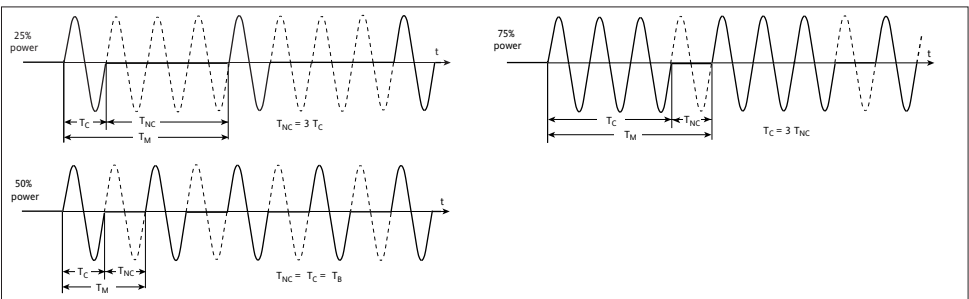 25%
power
t
T_C
T_NC
T_M
T_NC = 3 T_C
75%
power
t
T_C
T_NC
T_M
T_C = 3 T_NC
50%
power
t
T_C
T_NC
T_M
T_NC = T_C = T_B